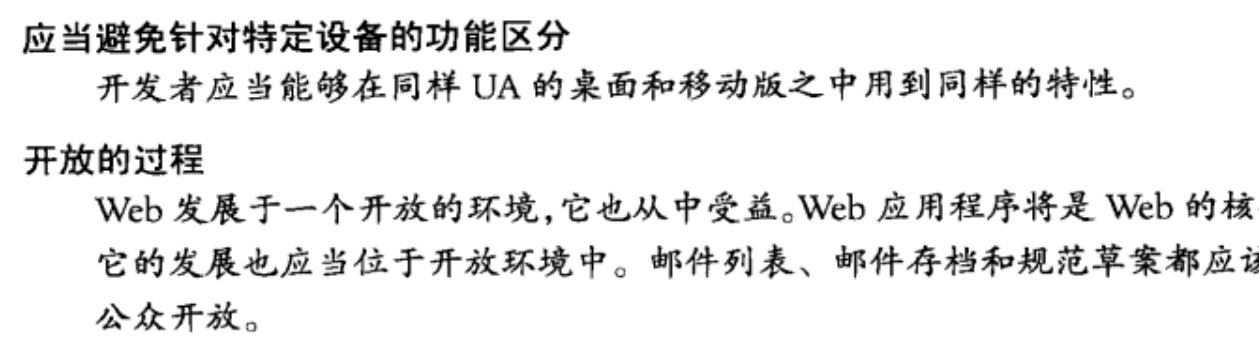 应当避免针对特定设备的功能区分
开发者应当能够在同样 UA 的桌面和移动版之中用到同样的特性。
开放的过程
Web 发展于一个开放的环境,它也从中受益。Web 应用程序将是 Web 的核
它的发展也应当位于开放环境中。邮件列表、邮件存档和规范草案都应该
公众开放。